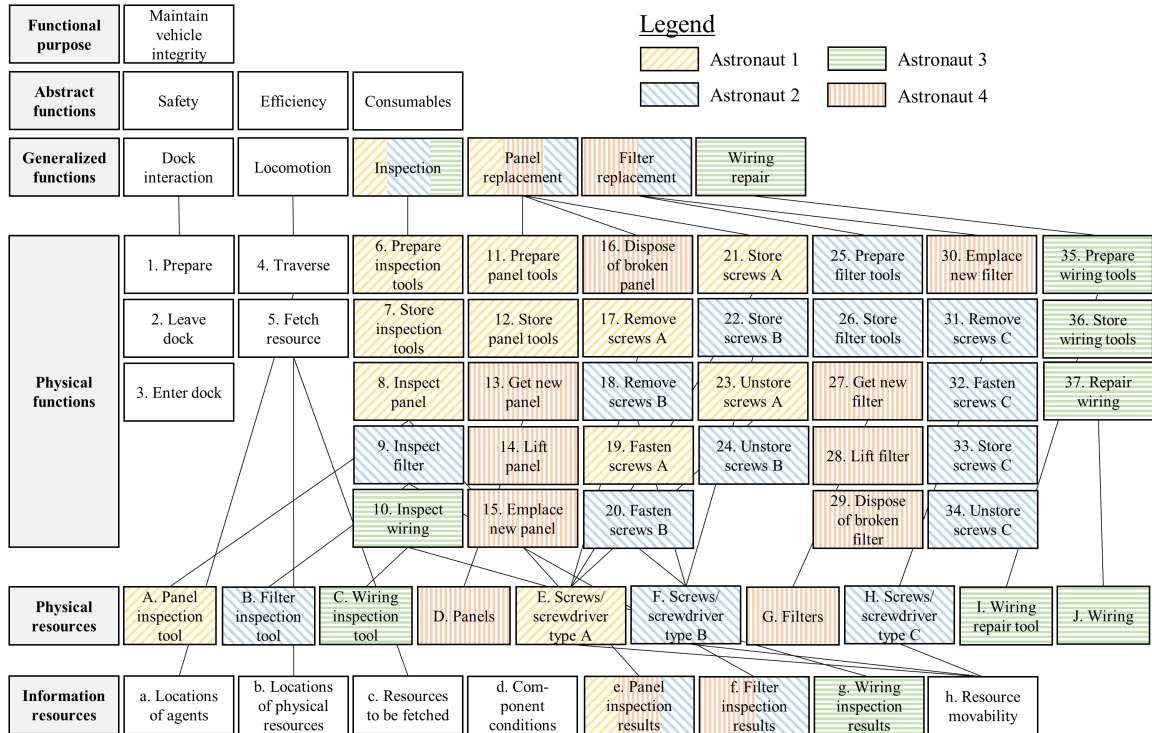 Functional
purpose
Maintain
vehicle
integrity
Legend
Astronaut 1
Astronaut 3
Astronaut 2
Astronaut 4
Abstract
functions
Safety
Efficiency
Consumables
Generalized
functions
Dock
interaction
Locomotion
Inspection
Panel
replacement
Filter
replacement
Wiring
repair
Physical
functions
1. Prepare
4. Traverse
6. Prepare
inspection
tools
11. Prepare
panel tools
16. Dispose
of broken
panel
21. Store
screws A
25. Prepare
filter tools
30. Emplace
new filter
35. Prepare
wiring tools
2. Leave
dock
5. Fetch
resource
7. Store
inspection
tools
12. Store
panel tools
17. Remove
screws A
22. Store
screws B
26. Store
filter tools
31. Remove
screws C
36. Store
wiring tools
3. Enter dock
8. Inspect
panel
13. Get new
panel
18. Remove
screws B
23. Unstore
screws A
27. Get new
filter
32. Fasten
screws C
37. Repair
wiring
9. Inspect
filter
14. Lift
panel
19. Fasten
screws A
24. Unstore
screws B
28. Lift filter
33. Store
screws C
10. Inspect
wiring
15. Emplace
new panel
20. Fasten
screws B
29. Dispose
of broken
filter
34. Unstore
screws C
Physical
resources
A. Panel
inspection
tool
B. Filter
inspection
tool
C. Wiring
inspection
tool
D. Panels
E. Screws/
screwdriver
type A
F. Screws/
screwdriver
type B
G. Filters
H. Screws/
screwdriver
type C
I. Wiring
repair tool
J. Wiring
Information
resources
a. Locations
of agents
b. Locations
of physical
resources
c. Resources
to be fetched
d. Com-
ponent
conditions
e. Panel
inspection
results
f. Filter
inspection
results
g. Wiring
inspection
results
h. Resource
movability